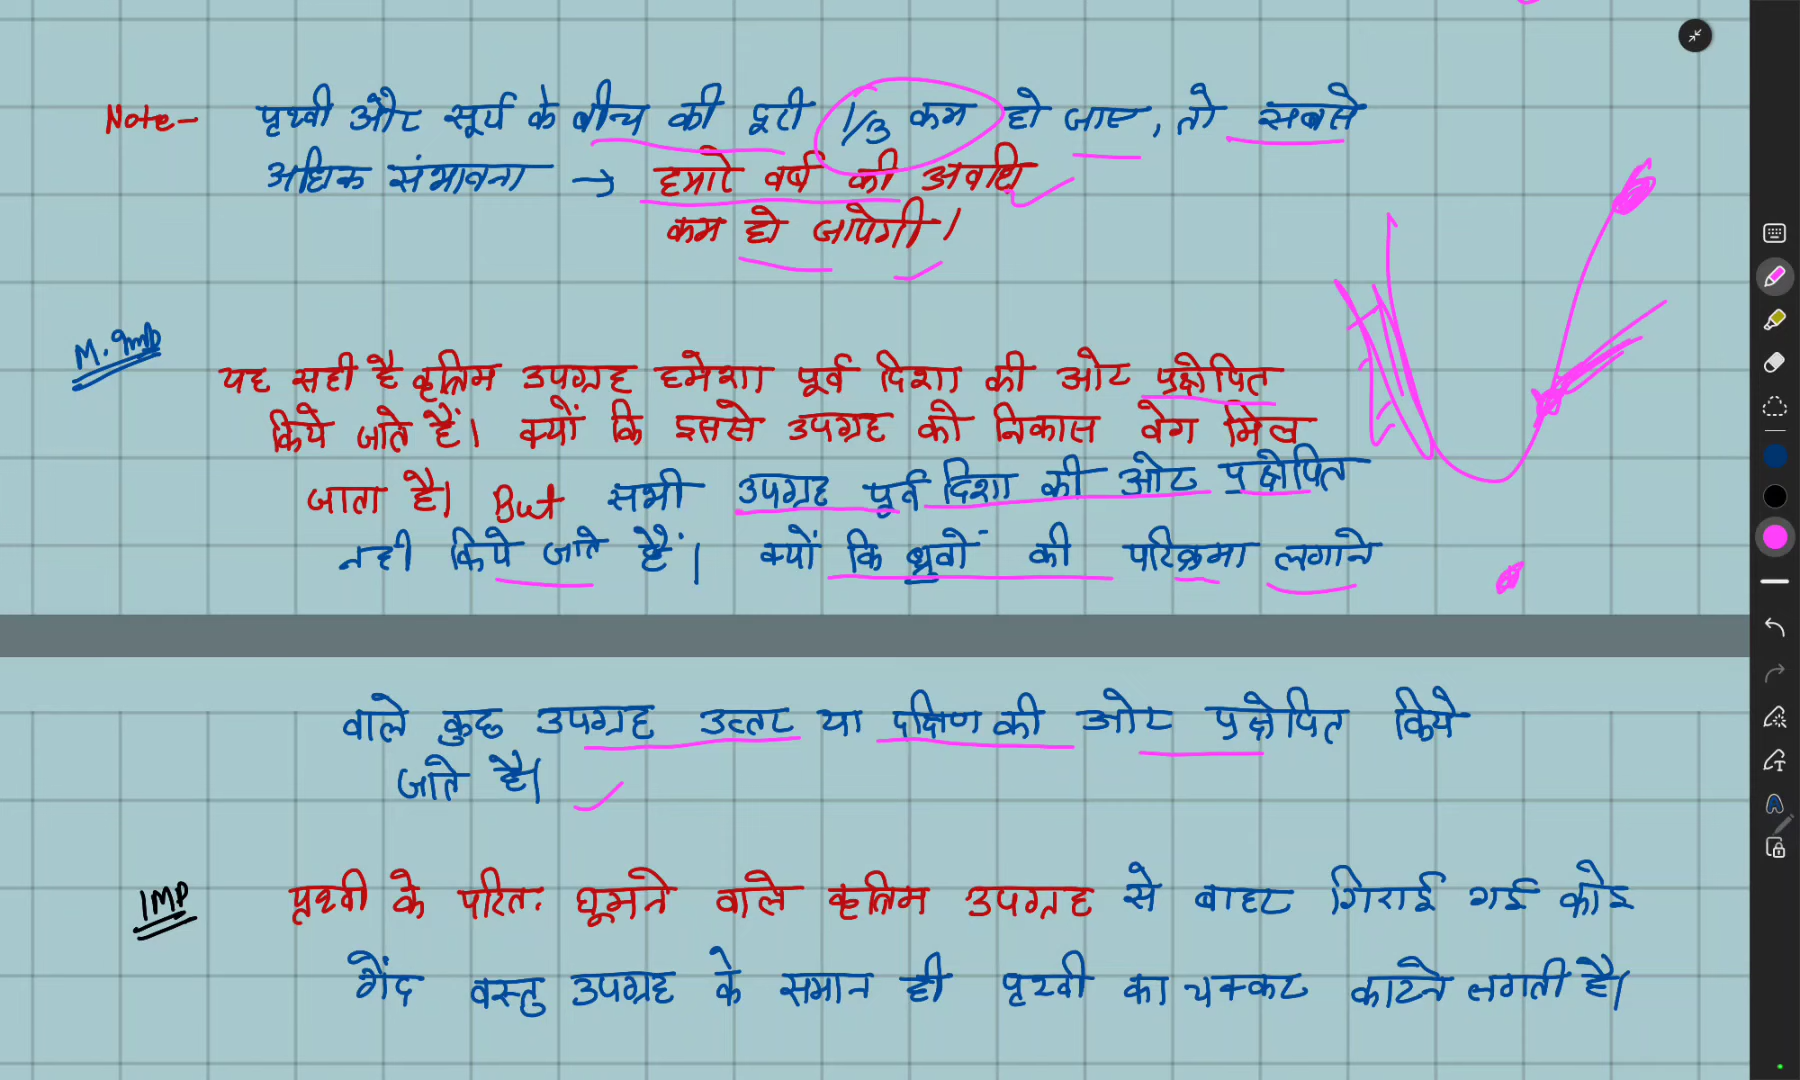 Note- पृथ्वी और सूर्य के बीच की दूरी 1/3 कम हो जाए, तो सबसे
अधिक संभावना → हमारे वर्ष की अवधि
कम हो जायेगी।
M. Imp
यह सही है कृत्रिम उपग्रह हमेशा पूर्व दिशा की ओर प्रक्षेपित
किये जाते हैं। क्यों कि इससे उपग्रह को निकास वेग मिल
जाता है। But सभी उपग्रह पूर्व दिशा की ओर प्रक्षेपित
नही किये जाते हैं। क्यों कि ध्रुवों की परिक्रमा लगाने
वाले कुछ उपग्रह उत्तर या दक्षिण की ओर प्रक्षेपित किये
जाते है।
IMP पृथ्वी के परित: घूमने वाले कृत्रिम उपग्रह से बाहर गिराई गई कोइ
गेंद वस्तु उपग्रह के समान ही पृथ्वी का चक्कर काटने लगती है।